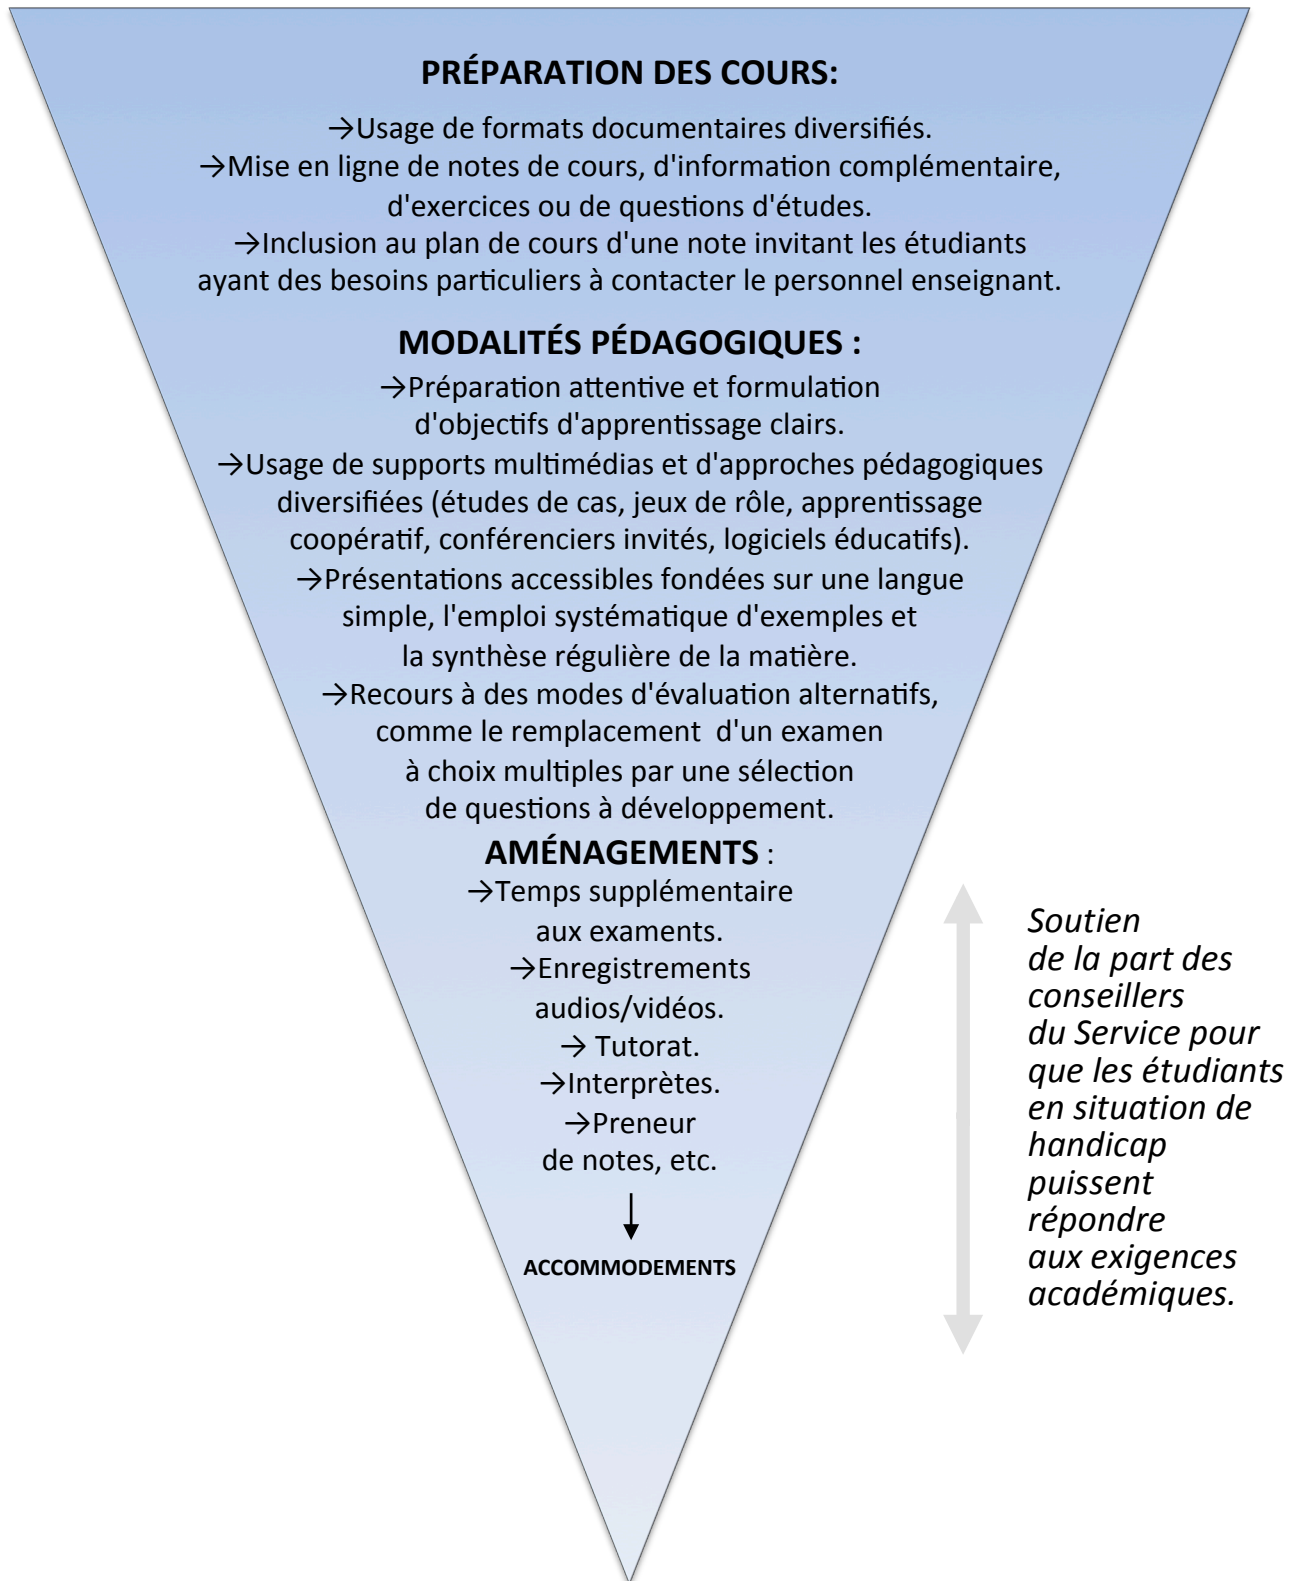 PRÉPARATION DES COURS:
→Usage de formats documentaires diversifiés.
→Mise en ligne de notes de cours, d'information complémentaire,
d'exercices ou de questions d'études.
→Inclusion au plan de cours d'une note invitant les étudiants
ayant des besoins particuliers à contacter le personnel enseignant.
MODALITÉS PÉDAGOGIQUES :
→Préparation attentive et formulation
d'objectifs d'apprentissage clairs.
→Usage de supports multimédias et d'approches pédagogiques
diversifiées (études de cas, jeux de rôle, apprentissage
coopératif, conférenciers invités, logiciels éducatifs).
→Présentations accessibles fondées sur une langue
simple, l'emploi systématique d'exemples et
la synthèse régulière de la matière.
→Recours à des modes d'évaluation alternatifs,
comme le remplacement d'un examen
à choix multiples par une sélection
de questions à développement.
AMÉNAGEMENTS :
→Temps supplémentaire
aux examents.
→Enregistrements
audios/vidéos.
→ Tutorat.
→Interprètes.
→Preneur
de notes, etc.
ACCOMMODEMENTS
Soutien
de la part des
conseillers
du Service pour
que les étudiants
en situation de
handicap
puissent
répondre
aux exigences
académiques.